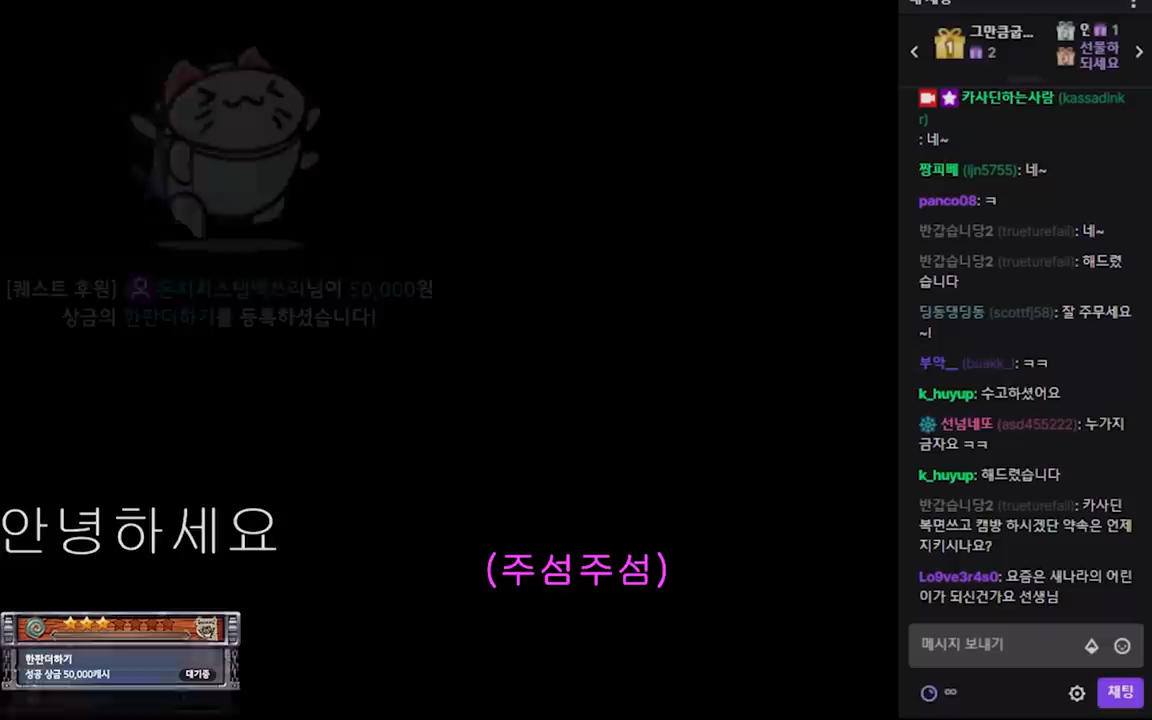 그만큼굽...
2
1
선물하
되세요
카사딘하는사람 (kassadink
r)
: 네~
짱피페 (ljn5755): 네~
panco08: ㅋ
반갑습니당2 (trueturefail): 네~
반갑습니당2 (trueturefail): 해드렸
습니다
딩동댕딩동 (scottfj58): 잘 주무세요
~!
부악__ (buakk_): ㅋㅋ
k_huyup: 수고하셨어요
선넘네또 (asd455222): 누가지
금자요 ㅋㅋ
k_huyup: 해드렸습니다
반갑습니당2 (trueturefail): 카사딘
복면쓰고 캠방 하시겠단 약속은 언제
지키시나요?
Lo9ve3r4s0: 요즘은 새나라의 어린
이가 되신건가요 선생님
메시지 보내기
채팅
[퀘스트 후원] 50,000원
상금의 한판더하기를 등록하셨습니다!
안녕하세요
(주섬주섬)
한판더하기
성공 상금 50,000캐시
대기중